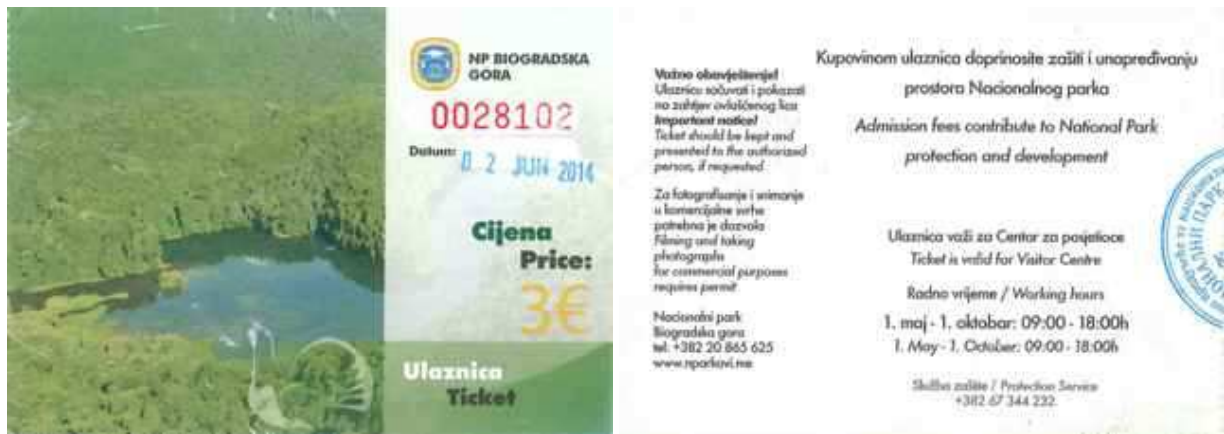 NP BIOGRADSKA
GORA
0028102
Datum:
0 2 JUN 2014
Cijena
Price:
3€
Ulaznica
Ticket
Važno obavještenje!
Ulaznicu sačuvati i pokazati
na zahtjev ovlašćenog lica
Important notice!
Ticket should be kept and
presented to the authorized
person, if requested
Za fotografisanje i snimanje
u komercijalne svrhe
potrebna je dozvola
Filming and taking
photographs
for commercial purposes
requires permit
Nacionalni park
Biogradska gora
tel: +382 20 865 625
www.nparkovi.me
Kupovinom ulaznica doprinosite zaštiti i unapređivanju
prostora Nacionalnog parka
Admission fees contribute to National Park
protection and development
Ulaznica važi za Centar za posjetioce
Ticket is valid for Visitor Centre
Radno vrijeme / Working hours
1. maj - 1. oktobar: 09:00 - 18:00h
1. May - 1. October: 09:00 - 18:00h
Služba zaštite / Protection Service
+382 67 344 232